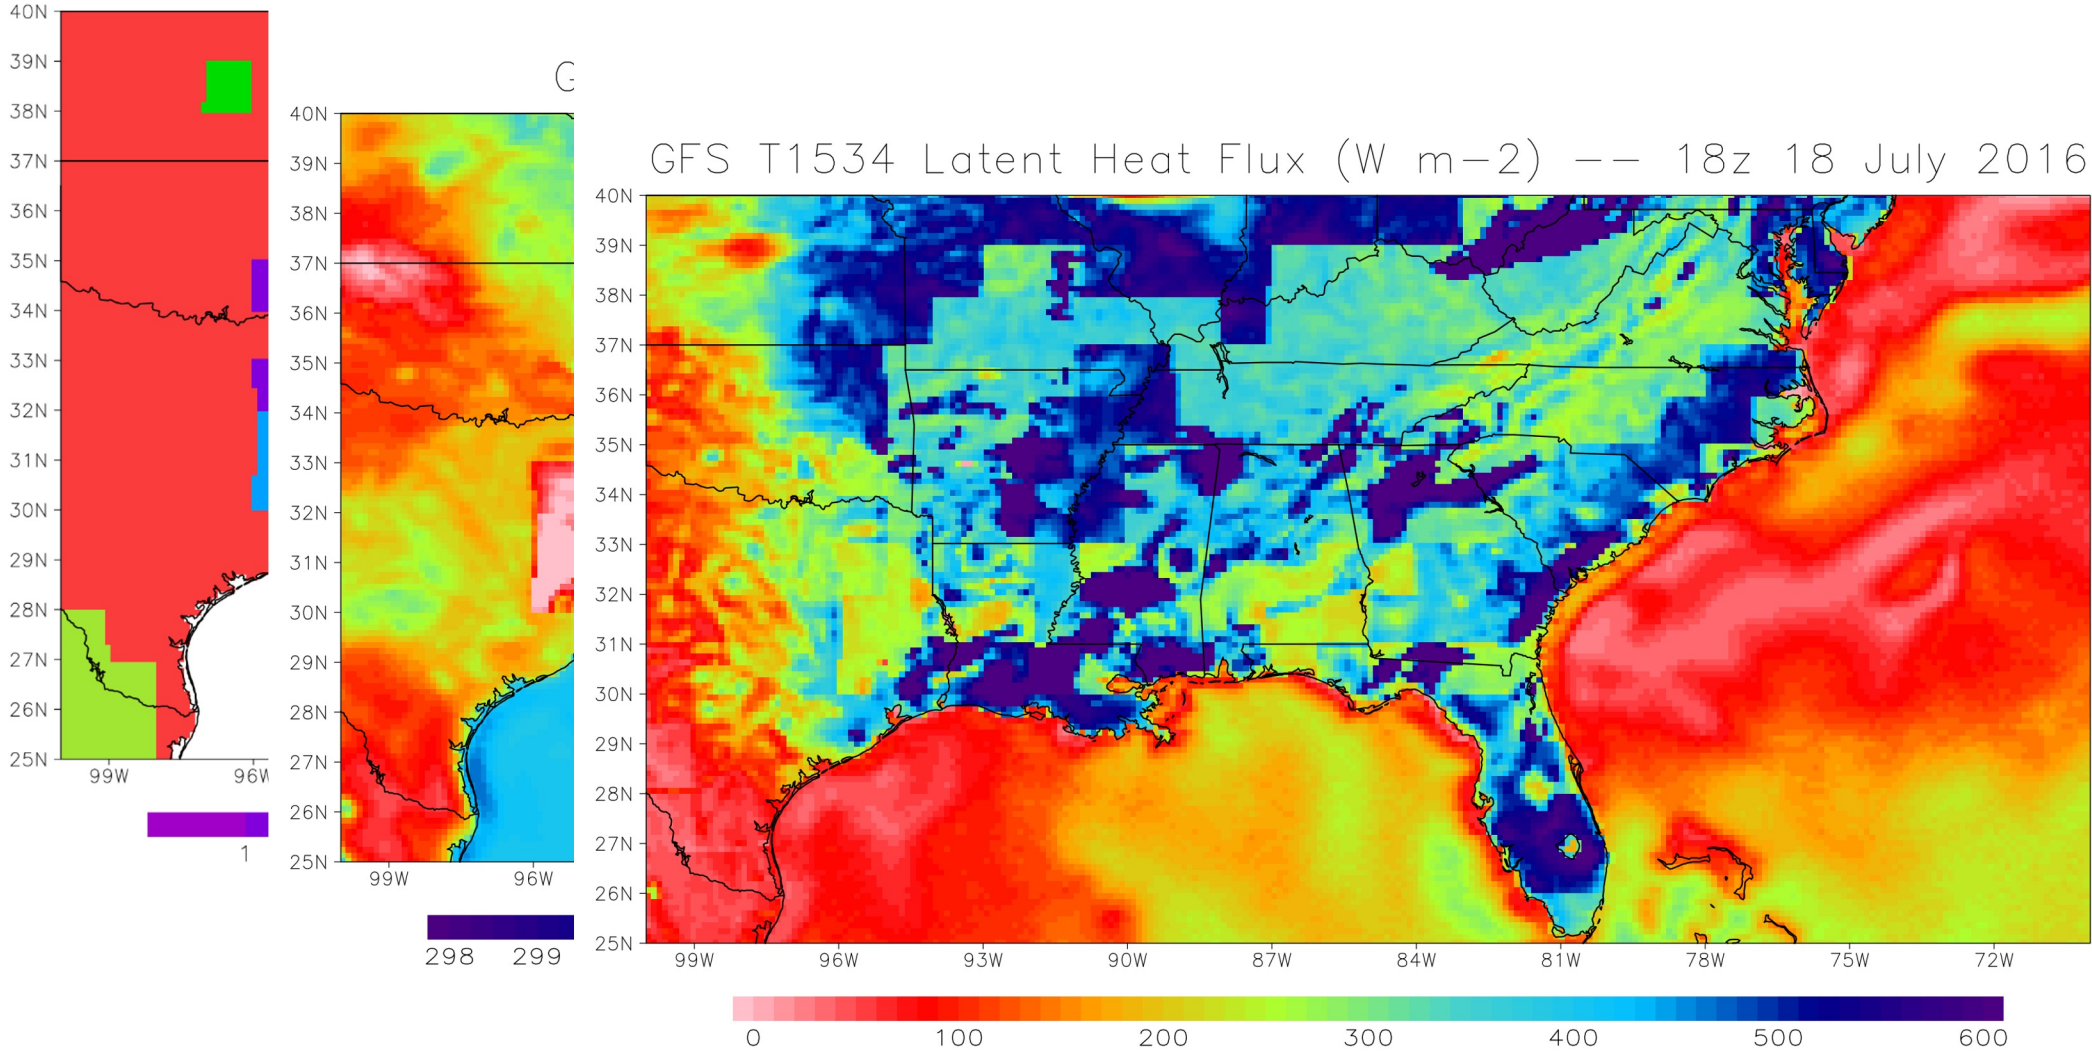 40N
39N
38N
37N
36N
35N
34N
33N
32N
31N
30N
29N
28N
27N
26N
25N
99W 96W
1
G
40N
39N
38N
37N
36N
35N
34N
33N
32N
31N
30N
29N
28N
27N
26N
25N
99W 96W
298 299
GFS T1534 Latent Heat Flux (W m-2) -- 18z 18 July 2016
40N
39N
38N
37N
36N
35N
34N
33N
32N
31N
30N
29N
28N
27N
26N
25N
99W 96W 93W 90W 87W 84W 81W 78W 75W 72W
0 100 200 300 400 500 600